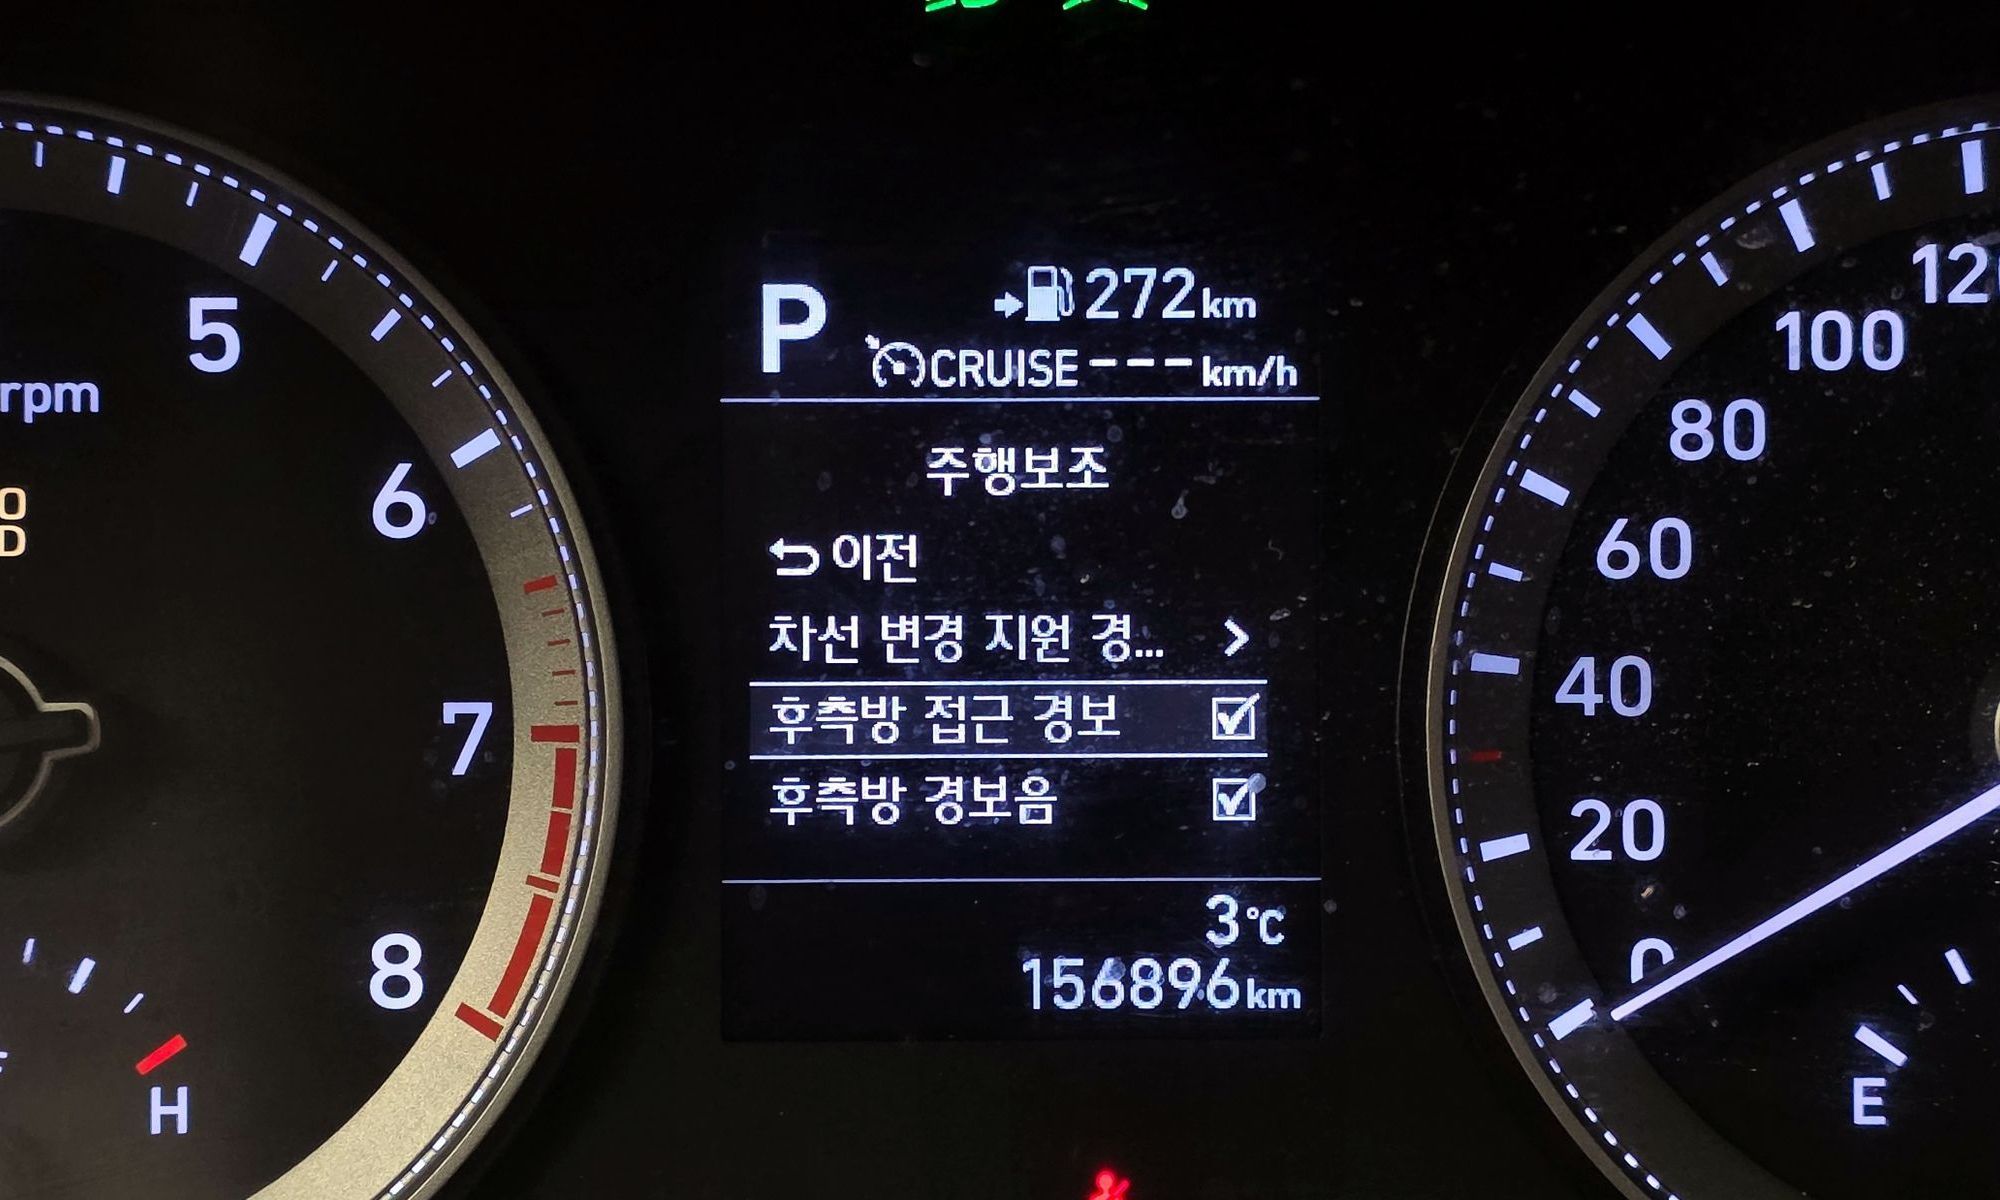 P
272km
CRUISE ---km/h
주행보조
이전
차선 변경 지원 경...
후측방 접근 경보
후측방 경보음
3℃
156896km
5
rpm
6
7
8
H
120
100
80
60
40
20
0
E